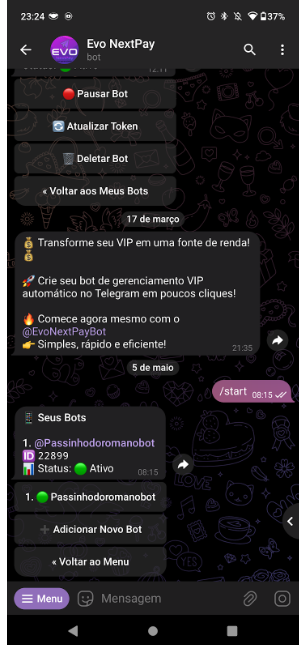 23:24
37%
EVO
Evo NextPay
bot
12:11
🔴 Pausar Bot
🔄 Atualizar Token
🗑 Deletar Bot
« Voltar aos Meus Bots
17 de março
💰 Transforme seu VIP em uma fonte de renda!
💰
🚀 Crie seu bot de gerenciamento VIP
automático no Telegram em poucos cliques!
🔥 Comece agora mesmo com o
@EvoNextPayBot
👉 Simples, rápido e eficiente!
21:35
5 de maio
/start 08:15
📱 Seus Bots
1. @Passinhodoromanobot
🆔 22899
📊 Status: 🟢 Ativo 08:15
1. 🟢 Passinhodoromanobot
➕ Adicionar Novo Bot
« Voltar ao Menu
Menu
Mensagem